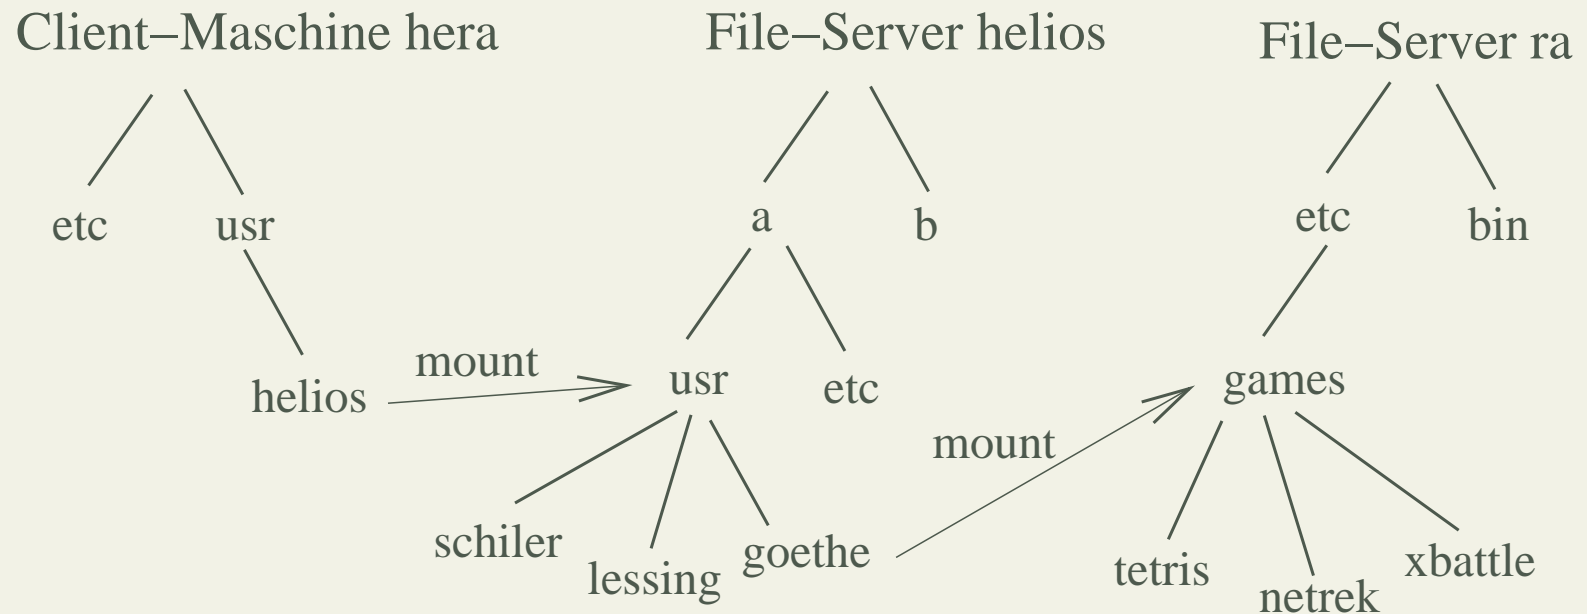 Client–Maschine hera
File–Server helios
File–Server ra
etc
usr
a
b
etc
bin
helios
mount
usr
etc
mount
games
schiler
lessing
goethe
tetris
netrek
xbattle